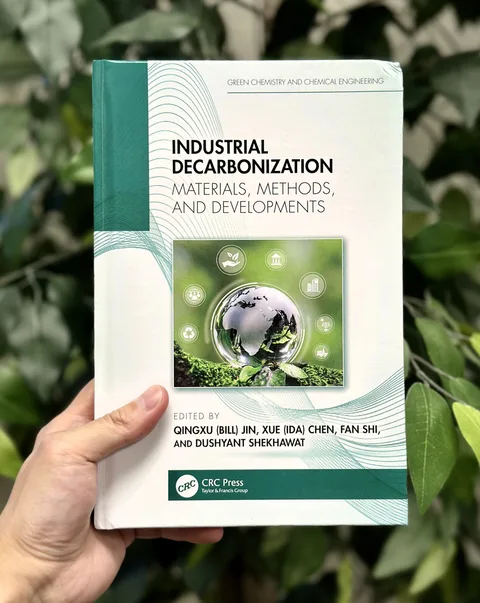 GREEN CHEMISTRY AND CHEMICAL ENGINEERING
INDUSTRIAL
DECARBONIZATION
MATERIALS, METHODS,
AND DEVELOPMENTS
EDITED BY
QINGXU (BILL) JIN, XUE (IDA) CHEN, FAN SHI,
AND DUSHYANT SHEKHAWAT
CRC CRC Press
Taylor & Francis Group